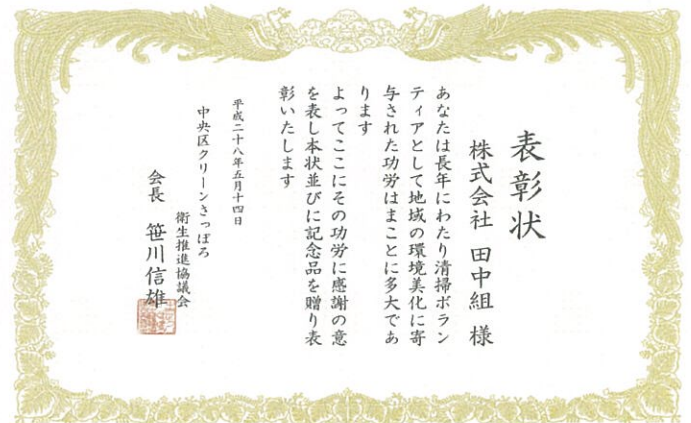 表彰状
株式会社 田中組 様
あなたは長年にわたり清掃ボラン
ティアとして地域の環境美化に寄
与された功労はまことに多大であ
ります
よってここにその功労に感謝の意
を表し本状並びに記念品を贈り表
彰いたします
平成二十八年五月十四日
中央区クリーンさっぽろ
衛生推進協議会
会長 笹川信雄